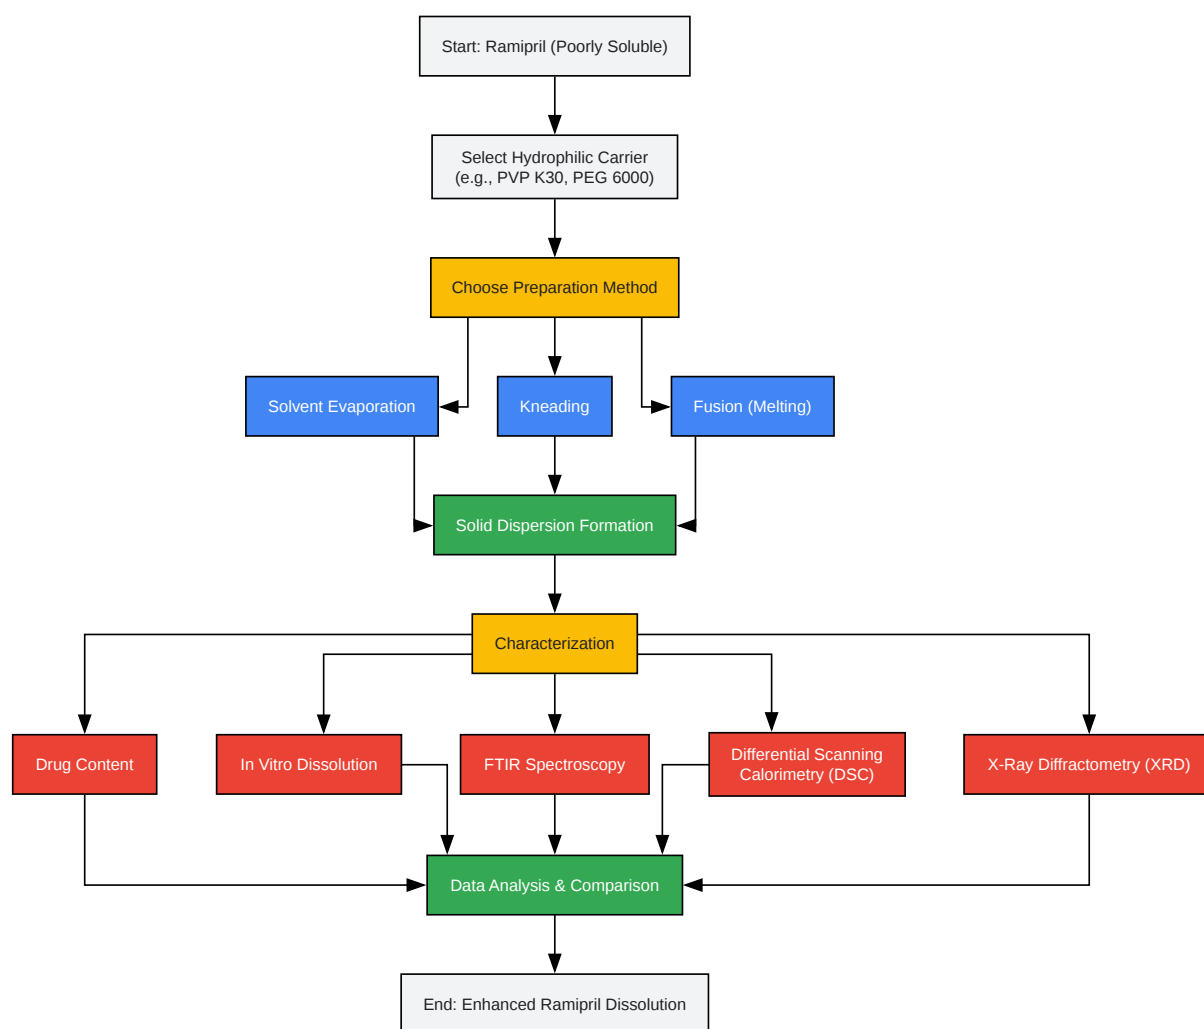 Start: Ramipril (Poorly Soluble)
Select Hydrophilic Carrier
(e.g., PVP K30, PEG 6000)
Choose Preparation Method
Solvent Evaporation
Kneading
Fusion (Melting)
Solid Dispersion Formation
Characterization
Drug Content
In Vitro Dissolution
FTIR Spectroscopy
Differential Scanning
Calorimetry (DSC)
X-Ray Diffractometry (XRD)
Data Analysis & Comparison
End: Enhanced Ramipril Dissolution